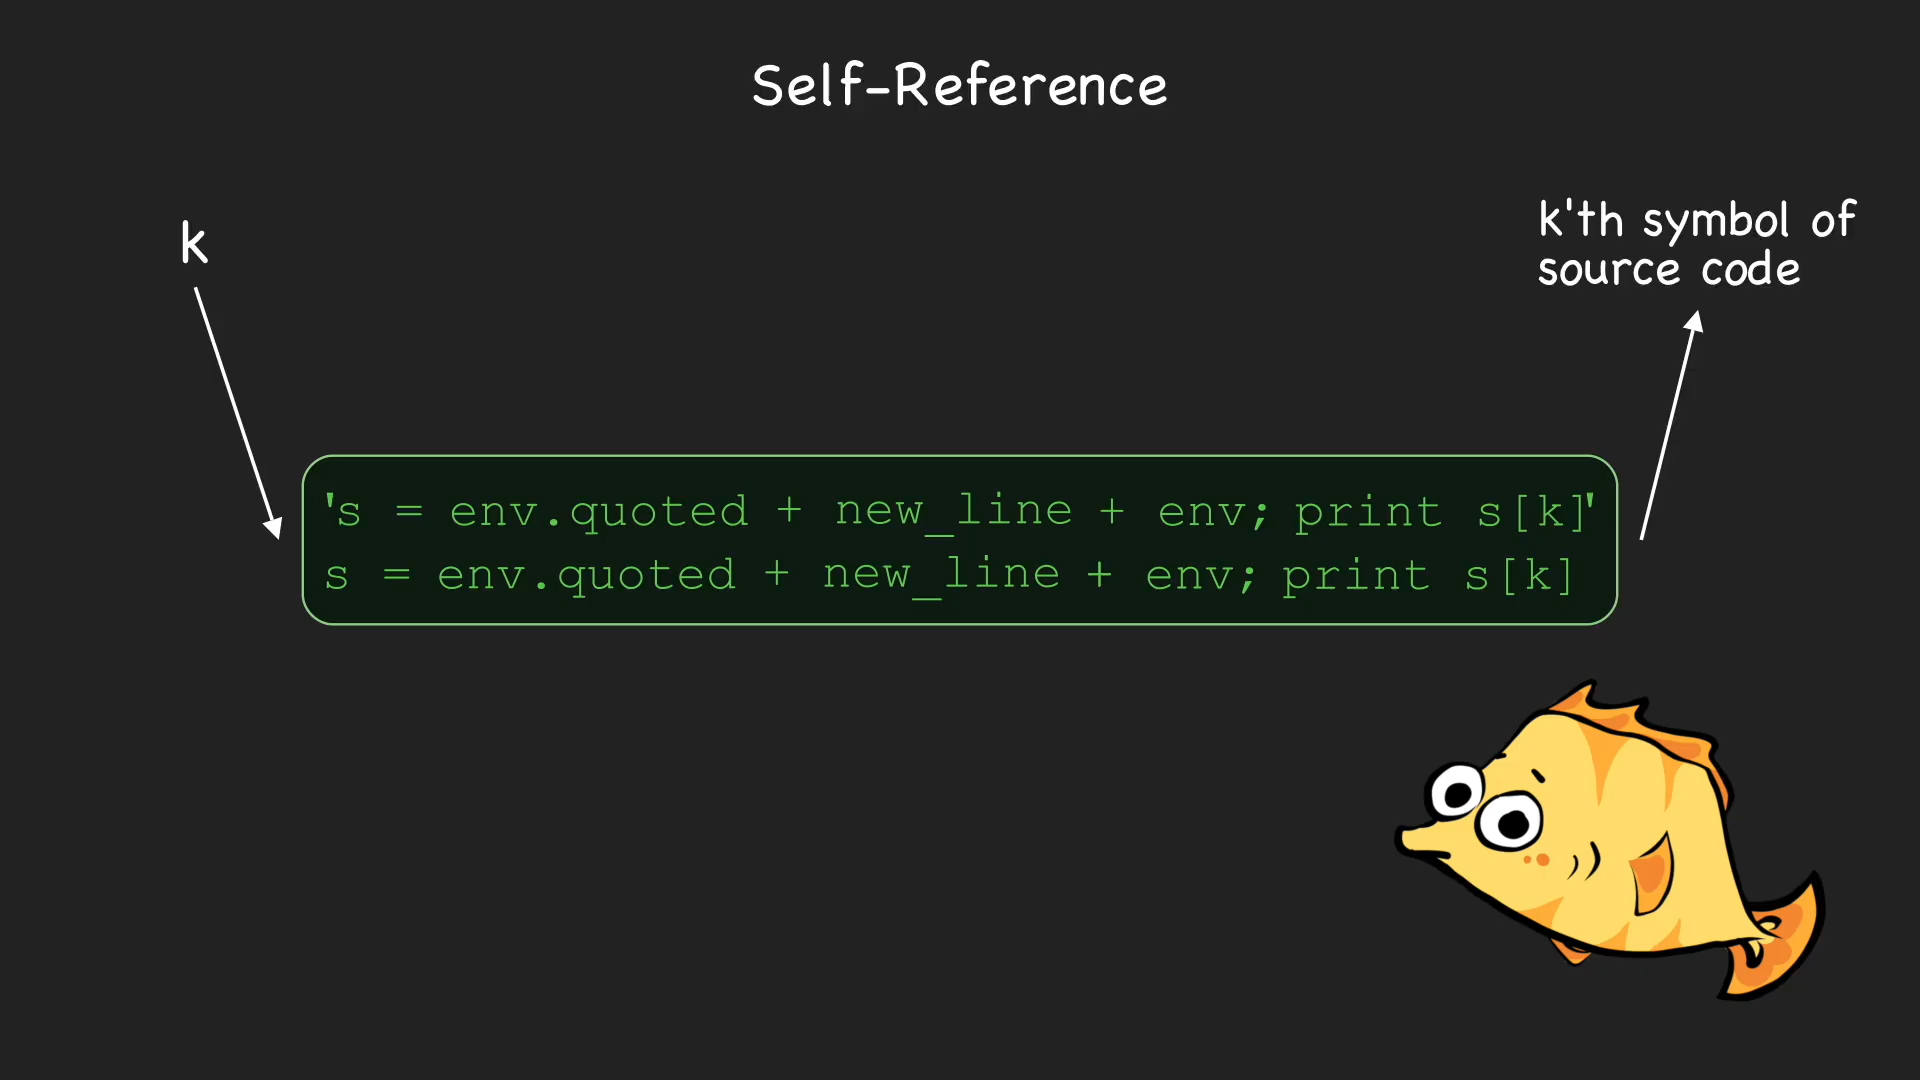 Self-Reference
k
k'th symbol of
source code
's = env.quoted + new_line + env; print s[k]'
s = env.quoted + new_line + env; print s[k]